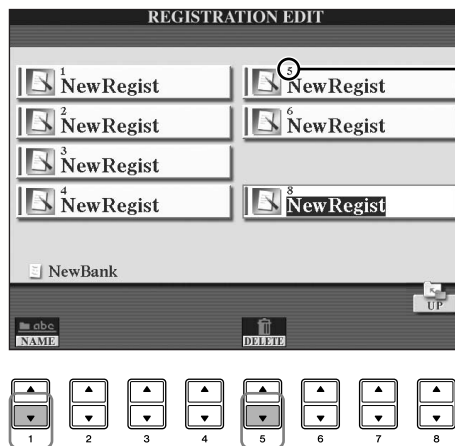 REGISTRATION EDIT
1
NewRegist
2
NewRegist
3
NewRegist
4
NewRegist
5
NewRegist
6
NewRegist
8
NewRegist
NewBank
UP
abc
NAME
DELETE
1 2 3 4 5 6 7 8